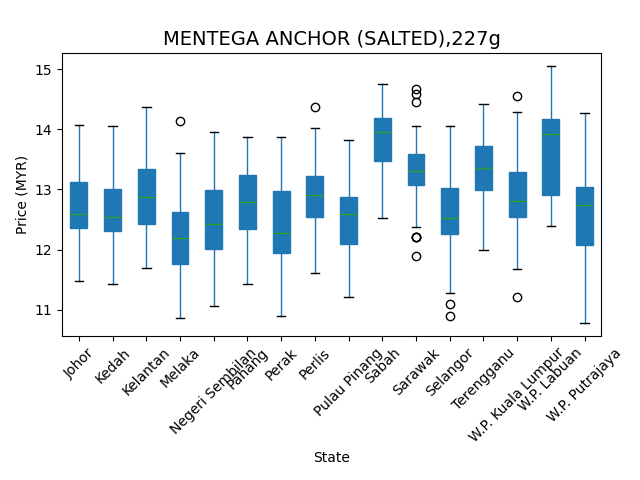 MENTEGA ANCHOR (SALTED),227g
15
14
13
12
11
Price (MYR)
Johor
Kedah
Kelantan
Melaka
Negeri Sembilan
Pahang
Perak
Perlis
Pulau Pinang
Sabah
Sarawak
Selangor
Terengganu
W.P. Kuala Lumpur
W.P. Labuan
W.P. Putrajaya
State